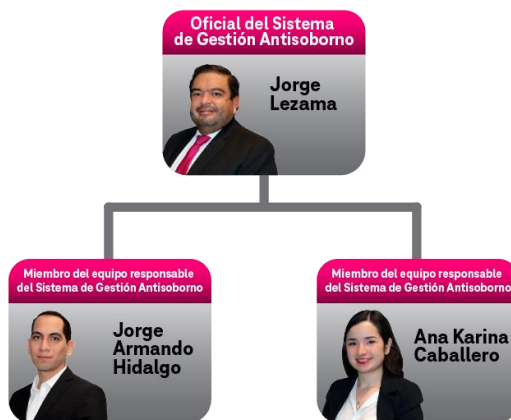 Oficial del Sistema
de Gestión Antisoborno
Jorge
Lezama
Miembro del equipo responsable
del Sistema de Gestión Antisoborno
Jorge
Armando
Hidalgo
Miembro del equipo responsable
del Sistema de Gestión Antisoborno
Ana Karina
Caballero